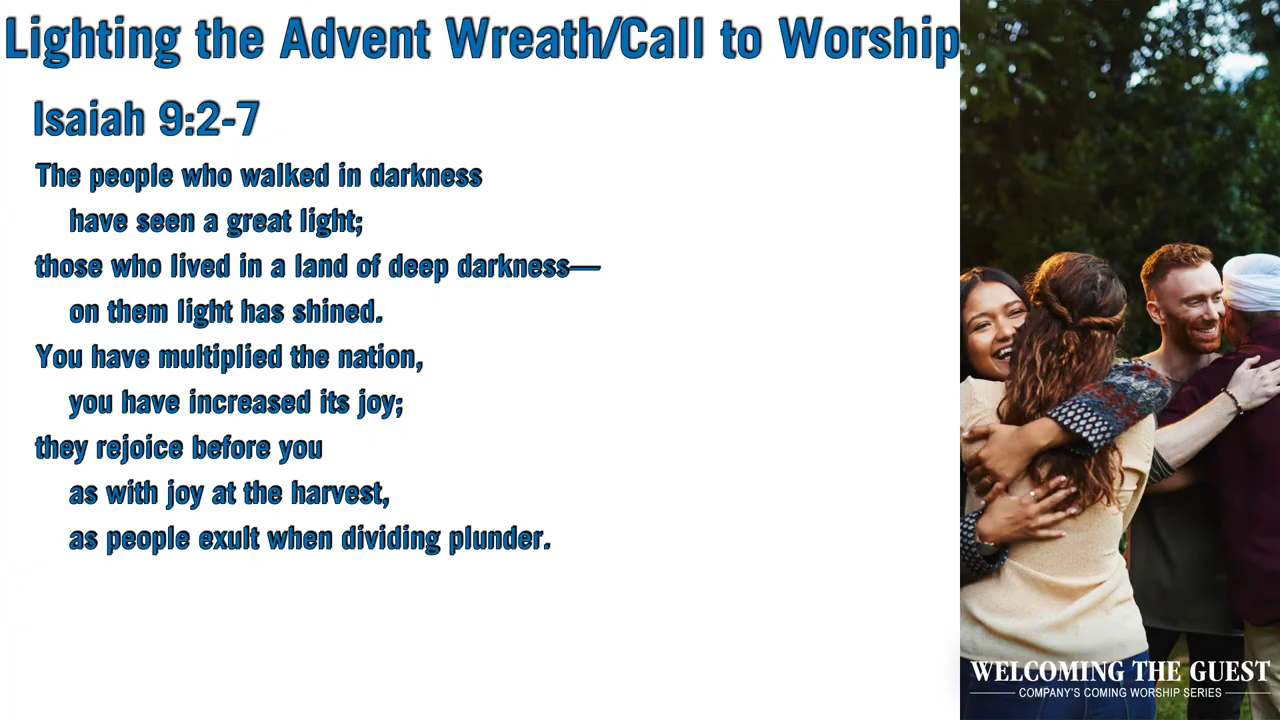 Lighting the Advent Wreath/Call to Worship
Isaiah 9:2-7
The people who walked in darkness
have seen a great light;
those who lived in a land of deep darkness—
on them light has shined.
You have multiplied the nation,
you have increased its joy;
they rejoice before you
as with joy at the harvest,
as people exult when dividing plunder.
WELCOMING THE GUEST
COMPANY'S COMING WORSHIP SERIES